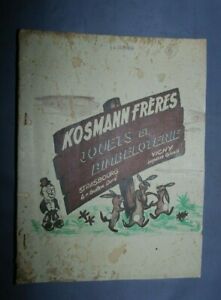 KOSMANN FRÈRES
JOUETS et
BIMBELOTERIE
STRASBOURG
VICHY